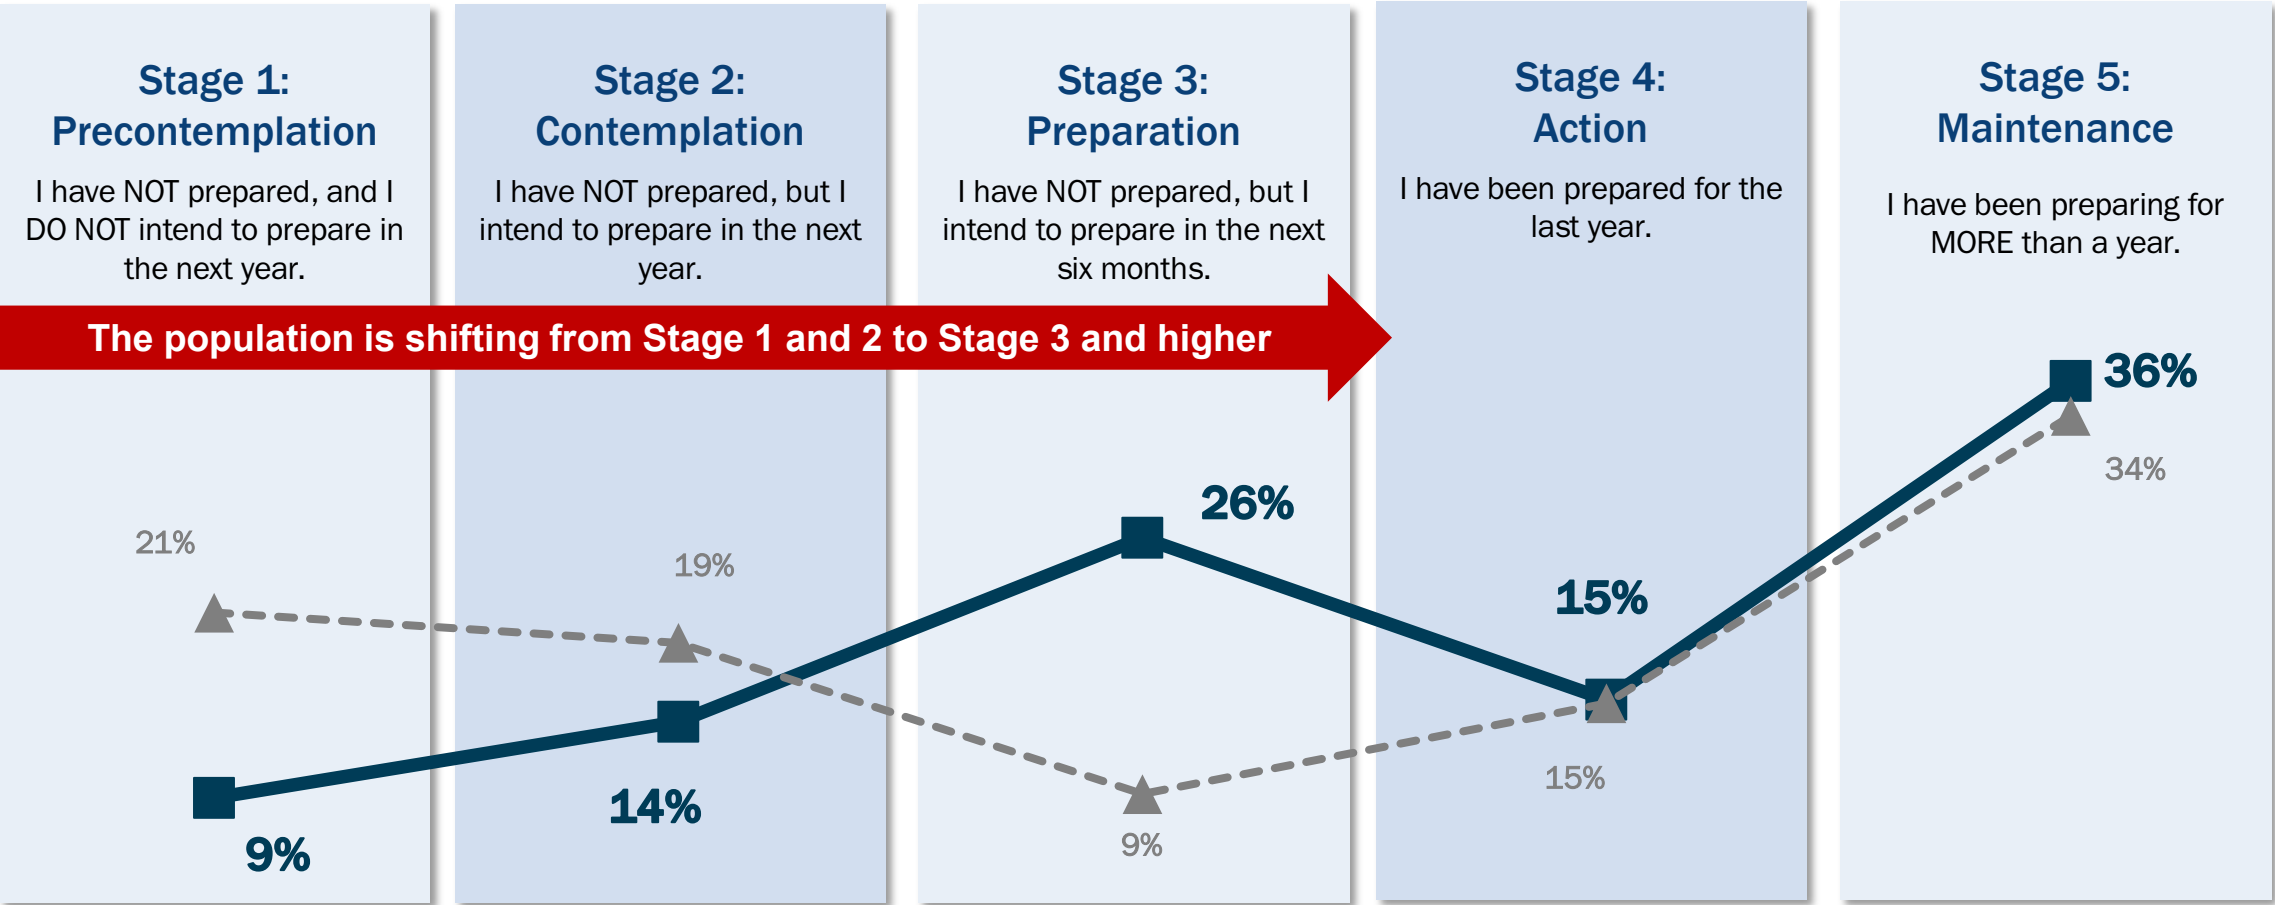 Stage 1:
Precontemplation
I have NOT prepared, and I
DO NOT intend to prepare in
the next year.
Stage 2:
Contemplation
I have NOT prepared, but I
intend to prepare in the next
year.
Stage 3:
Preparation
I have NOT prepared, but I
intend to prepare in the next
six months.
Stage 4:
Action
I have been prepared for the
last year.
Stage 5:
Maintenance
I have been preparing for
MORE than a year.
The population is shifting from Stage 1 and 2 to Stage 3 and higher
21%
9%
19%
14%
26%
9%
15%
15%
36%
34%